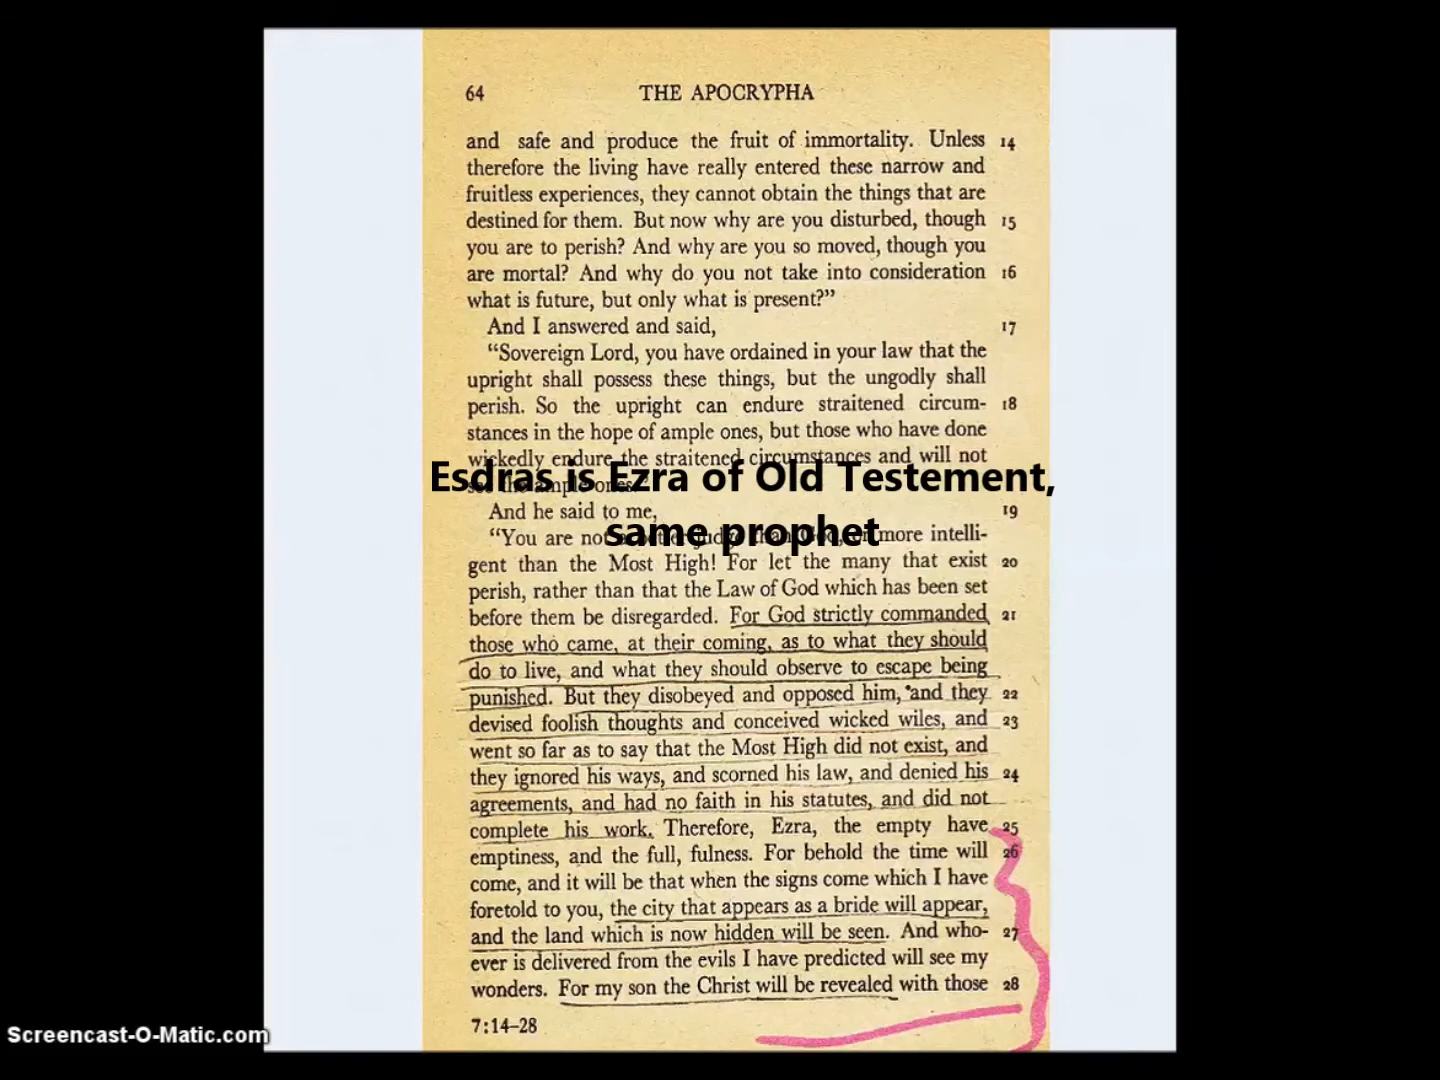 64 THE APOCRYPHA
and safe and produce the fruit of immortality. Unless 14
therefore the living have really entered these narrow and
fruitless experiences, they cannot obtain the things that are
destined for them. But now why are you disturbed, though 15
you are to perish? And why are you so moved, though you
are mortal? And why do you not take into consideration 16
what is future, but only what is present?”
And I answered and said, 17
“Sovereign Lord, you have ordained in your law that the
upright shall possess these things, but the ungodly shall
perish. So the upright can endure straitened circum- 18
stances in the hope of ample ones, but those who have done
wickedly endure the straitened circumstances and will not
Esdras is Ezra of Old Testement,
see the ample ones.”
And he said to me, 19
same prophet
“You are not a better judge than God, or more intelli-
gent than the Most High! For let the many that exist 20
perish, rather than that the Law of God which has been set
before them be disregarded. For God strictly commanded 21
those who came, at their coming, as to what they should
do to live, and what they should observe to escape being
punished. But they disobeyed and opposed him, and they 22
devised foolish thoughts and conceived wicked wiles, and 23
went so far as to say that the Most High did not exist, and
they ignored his ways, and scorned his law, and denied his 24
agreements, and had no faith in his statutes, and did not
complete his work. Therefore, Ezra, the empty have 25
emptiness, and the full, fulness. For behold the time will 26
come, and it will be that when the signs come which I have
foretold to you, the city that appears as a bride will appear,
and the land which is now hidden will be seen. And who- 27
ever is delivered from the evils I have predicted will see my
wonders. For my son the Christ will be revealed with those 28
7:14–28
Screencast-O-Matic.com